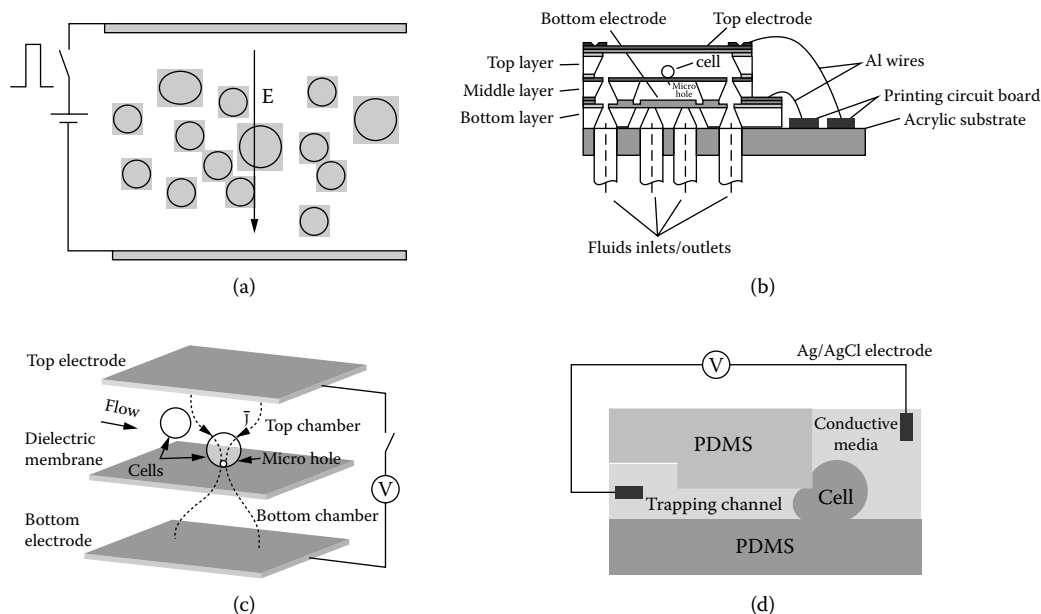 E
(a)
Bottom electrode
Top electrode
Top layer
cell
Al wires
Micro
hole
Middle layer
Printing circuit board
Bottom layer
Acrylic substrate
Fluids inlets/outlets
(b)
Top electrode
Flow
J̄
Top chamber
Dielectric
membrane
Cells
Micro hole
V
Bottom chamber
Bottom
electrode
(c)
Ag/AgCl electrode
V
PDMS
Conductive
media
Trapping channel
Cell
PDMS
(d)